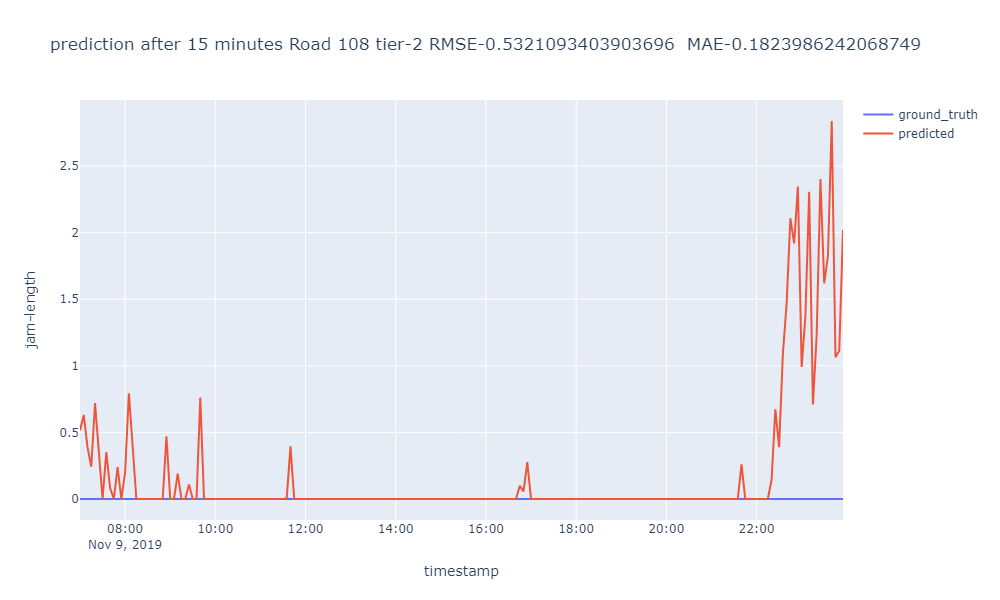 prediction after 15 minutes Road 108 tier-2 RMSE-0.5321093403903696  MAE-0.1823986242068749
ground_truth
predicted
2.5
2
1.5
1
0.5
0
jam-length
08:00
10:00
12:00
14:00
16:00
18:00
20:00
22:00
Nov 9, 2019
timestamp